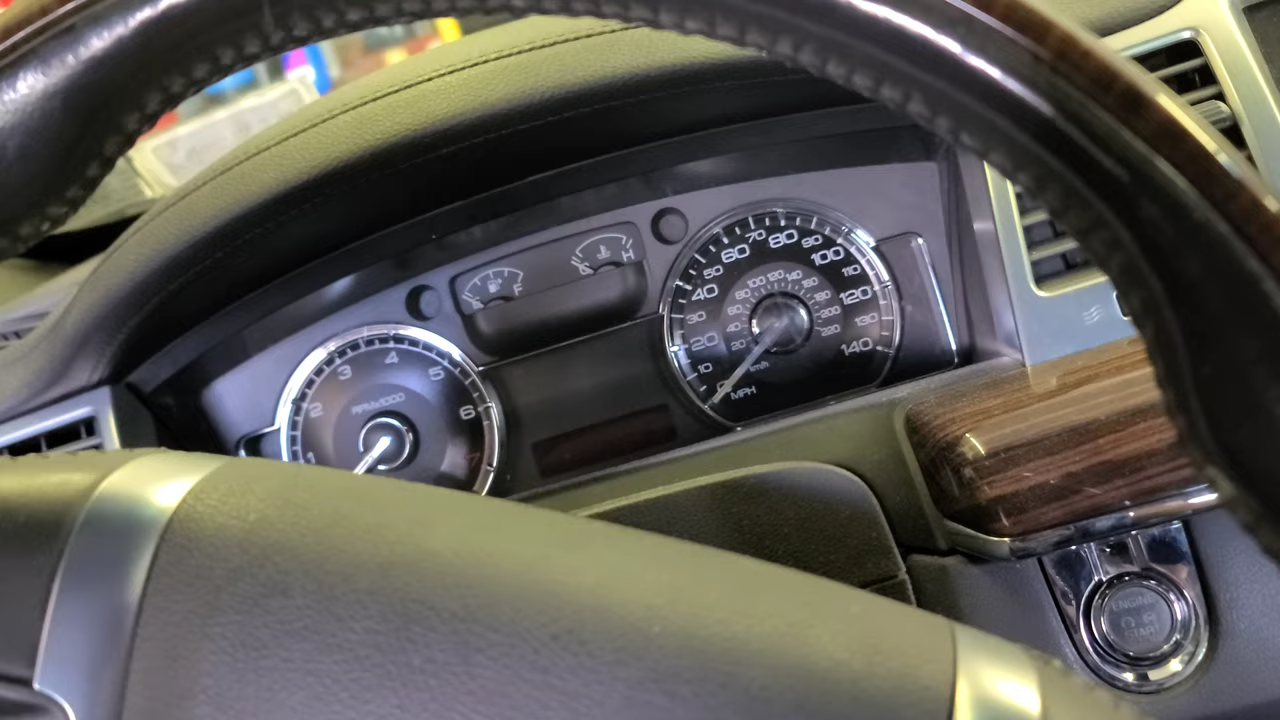 F
C H
1 2 3 4 5 6 7
RPMx1000
0 10 20 30 40 50 60 70 80 90 100 110 120 130 140
20 40 60 80 100 120 140 160 180 200 220
km/h
MPH
ENGINE
START